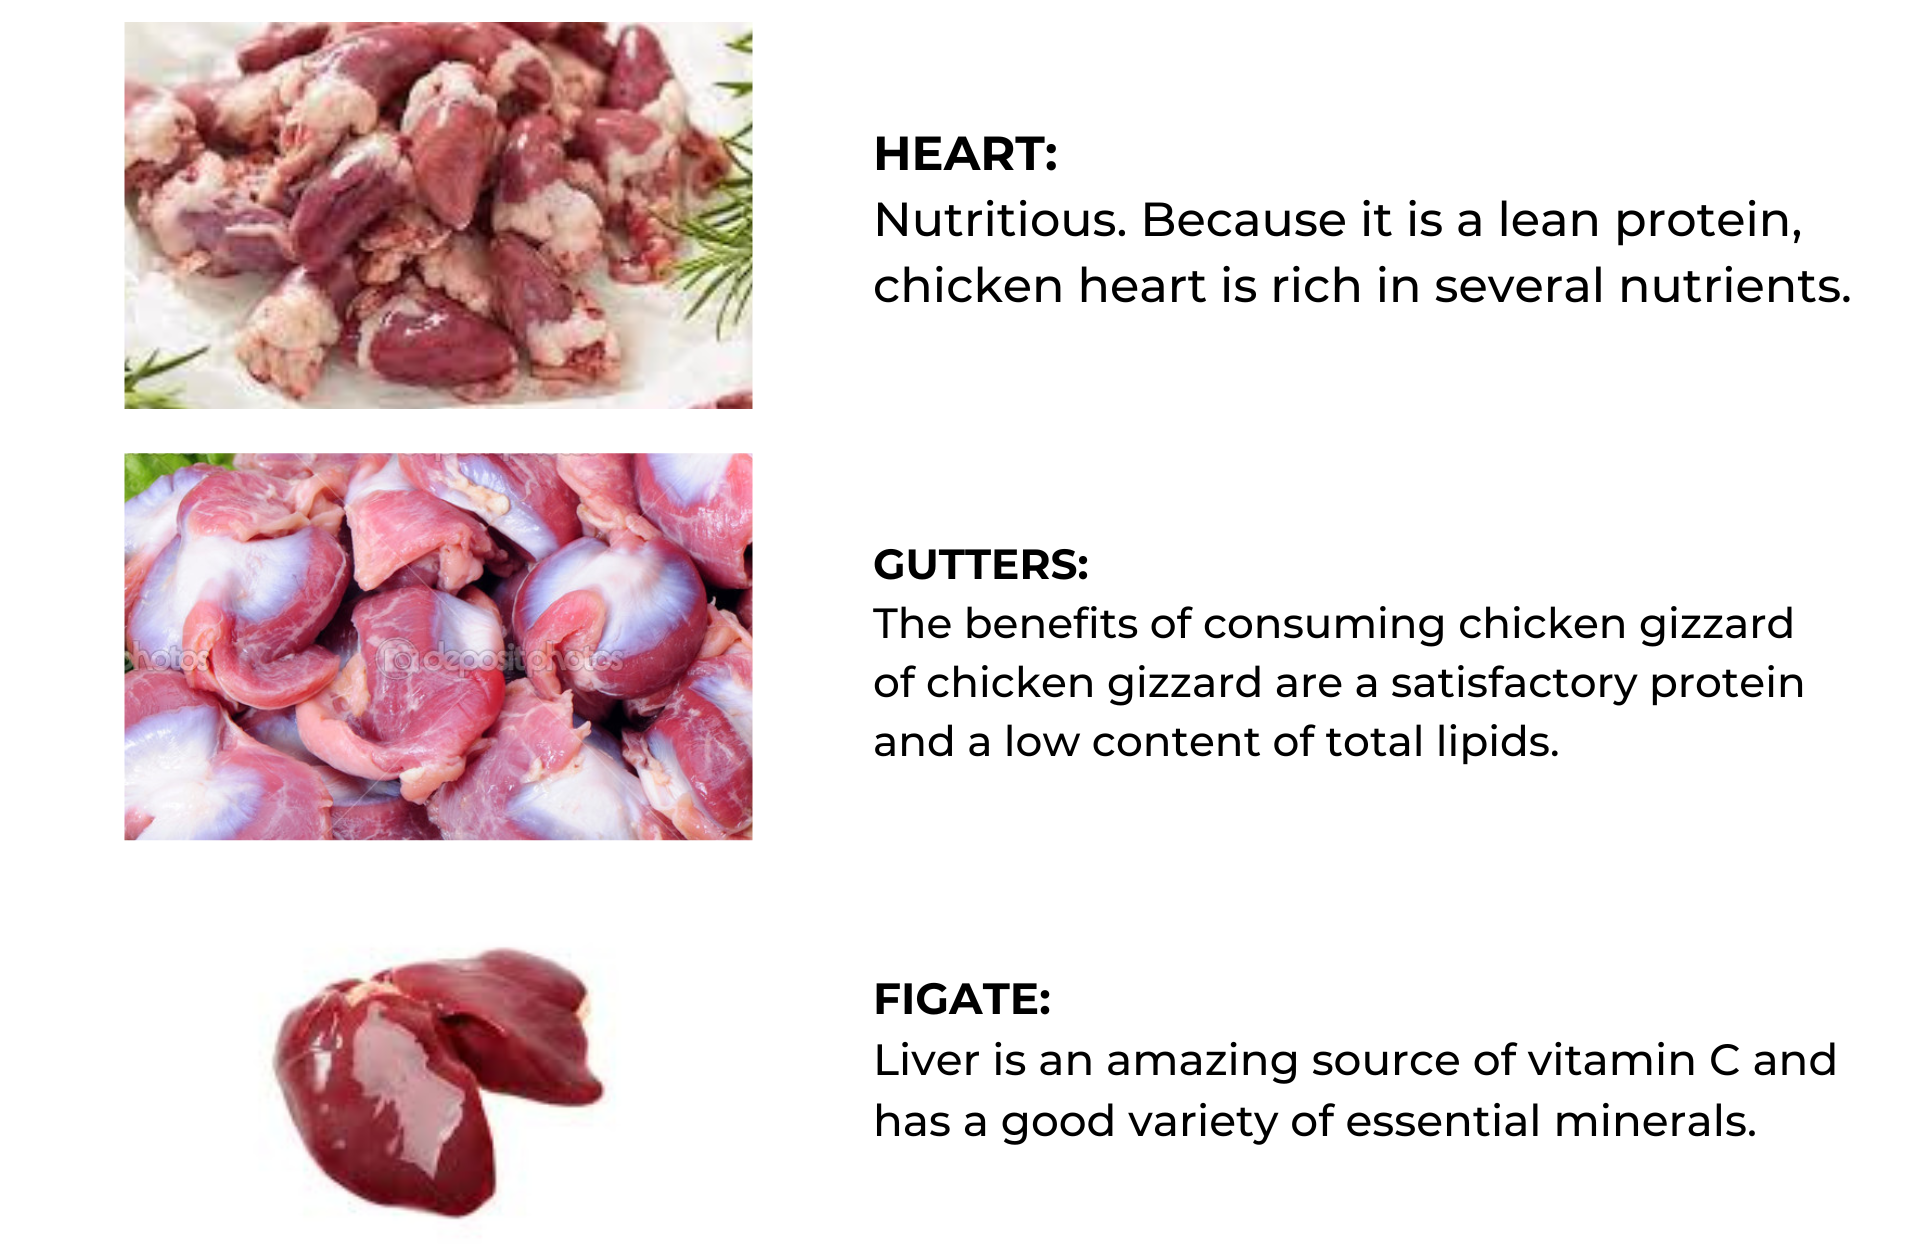 HEART:
Nutritious. Because it is a lean protein,
chicken heart is rich in several nutrients.
photos
depositphotos
GUTTERS:
The benefits of consuming chicken gizzard
of chicken gizzard are a satisfactory protein
and a low content of total lipids.
FIGATE:
Liver is an amazing source of vitamin C and
has a good variety of essential minerals.